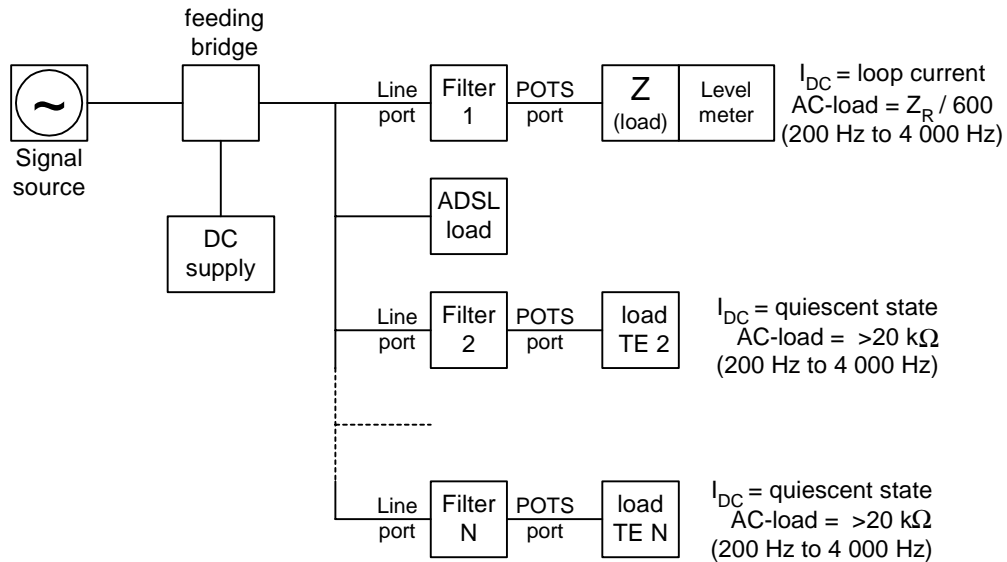 feeding
bridge
~
Signal
source
DC
supply
Line
port
Filter
1
POTS
port
Z
(load)
Level
meter
I_DC = loop current
AC-load = Z_R / 600
(200 Hz to 4 000 Hz)
ADSL
load
Line
port
Filter
2
POTS
port
load
TE 2
I_DC = quiescent state
AC-load = >20 kΩ
(200 Hz to 4 000 Hz)
Line
port
Filter
N
POTS
port
load
TE N
I_DC = quiescent state
AC-load = >20 kΩ
(200 Hz to 4 000 Hz)